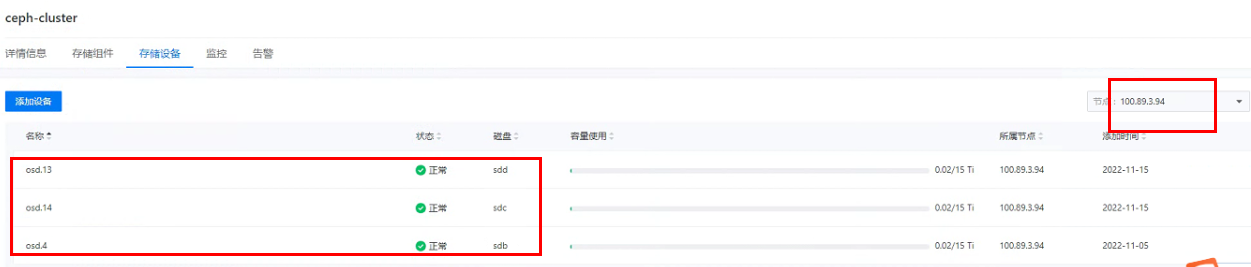 ceph-cluster
详情信息 存储组件 存储设备 监控 告警
添加设备 节点： 100.89.3.94
名称 状态 磁盘 容量使用 所属节点 添加时间
osd.13 正常 sdd 0.02/15 Ti 100.89.3.94 2022-11-15
osd.14 正常 sdc 0.02/15 Ti 100.89.3.94 2022-11-15
osd.4 正常 sdb 0.02/15 Ti 100.89.3.94 2022-11-05